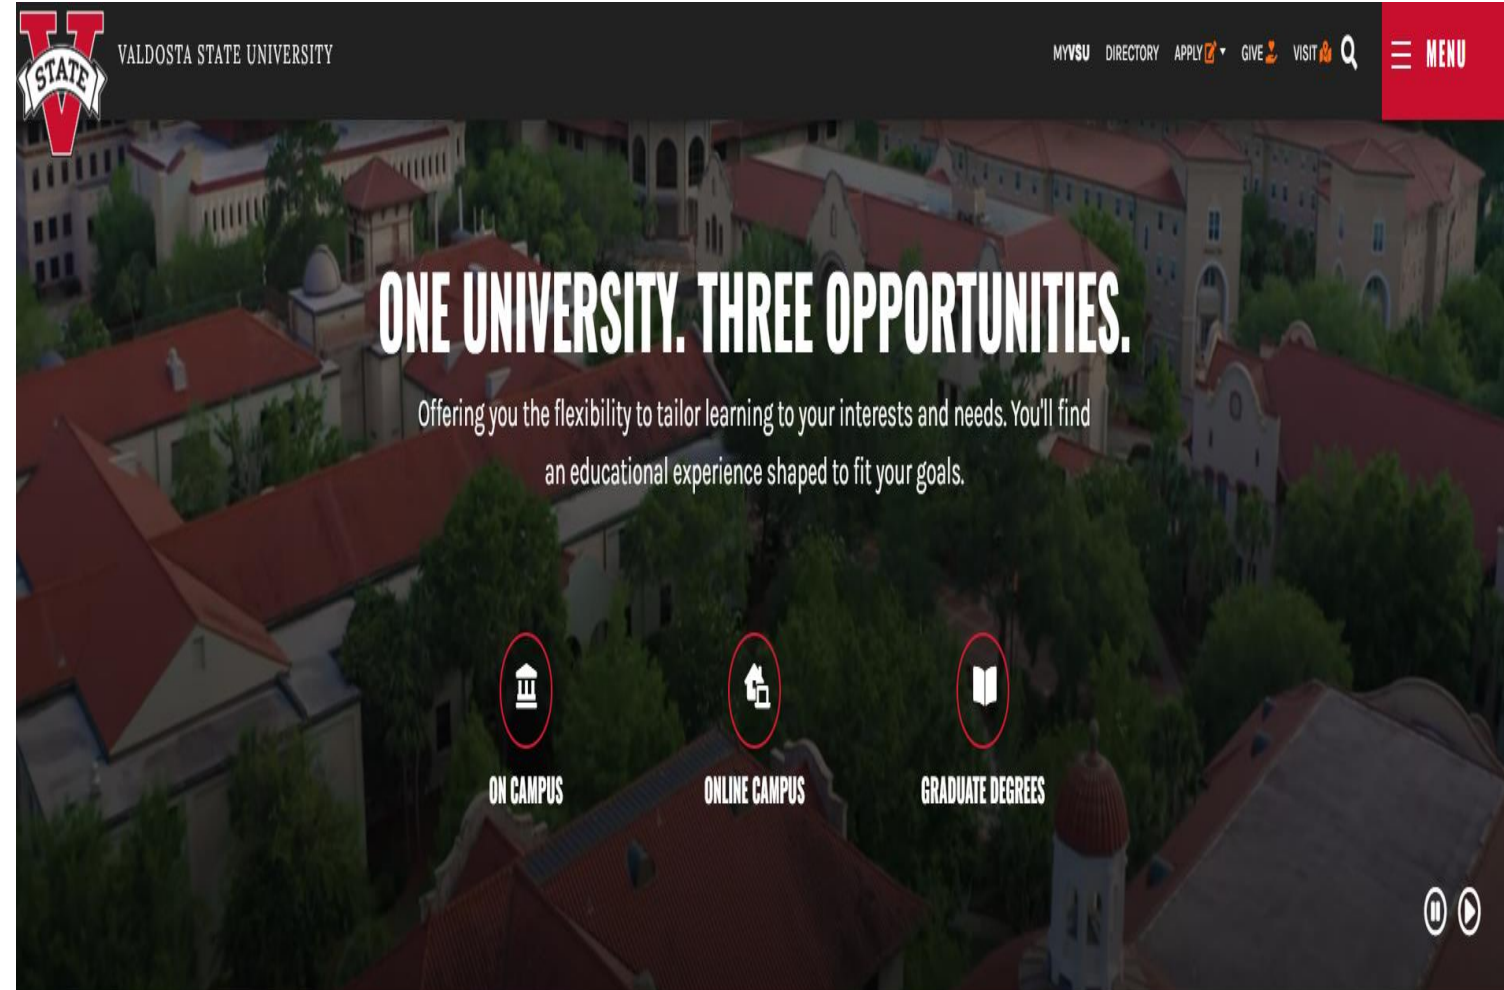 V
STATE
VALDOSTA STATE UNIVERSITY
MYVSU DIRECTORY APPLY GIVE VISIT
MENU
ONE UNIVERSITY. THREE OPPORTUNITIES.
Offering you the flexibility to tailor learning to your interests and needs. You'll find
an educational experience shaped to fit your goals.
ON CAMPUS
ONLINE CAMPUS
GRADUATE DEGREES